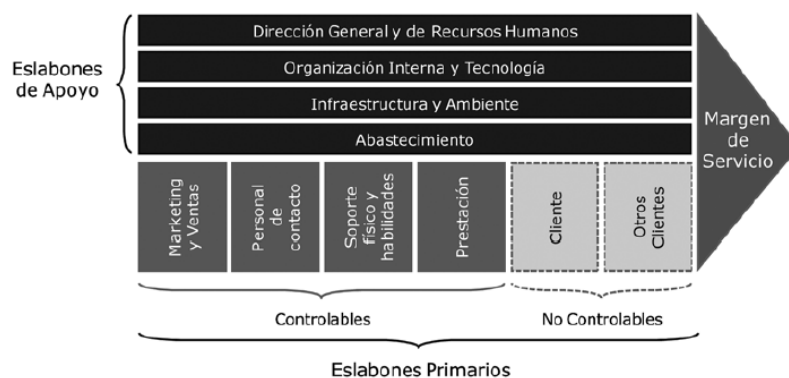 Dirección General y de Recursos Humanos
Eslabones
de Apoyo
Organización Interna y Tecnología
Infraestructura y Ambiente
Abastecimiento
Margen
de
Servicio
Marketing
y Ventas
Personal
de
contacto
Soporte
físico y
habilidades
Prestación
Cliente
Otros
Clientes
Controlables
No Controlables
Eslabones Primarios